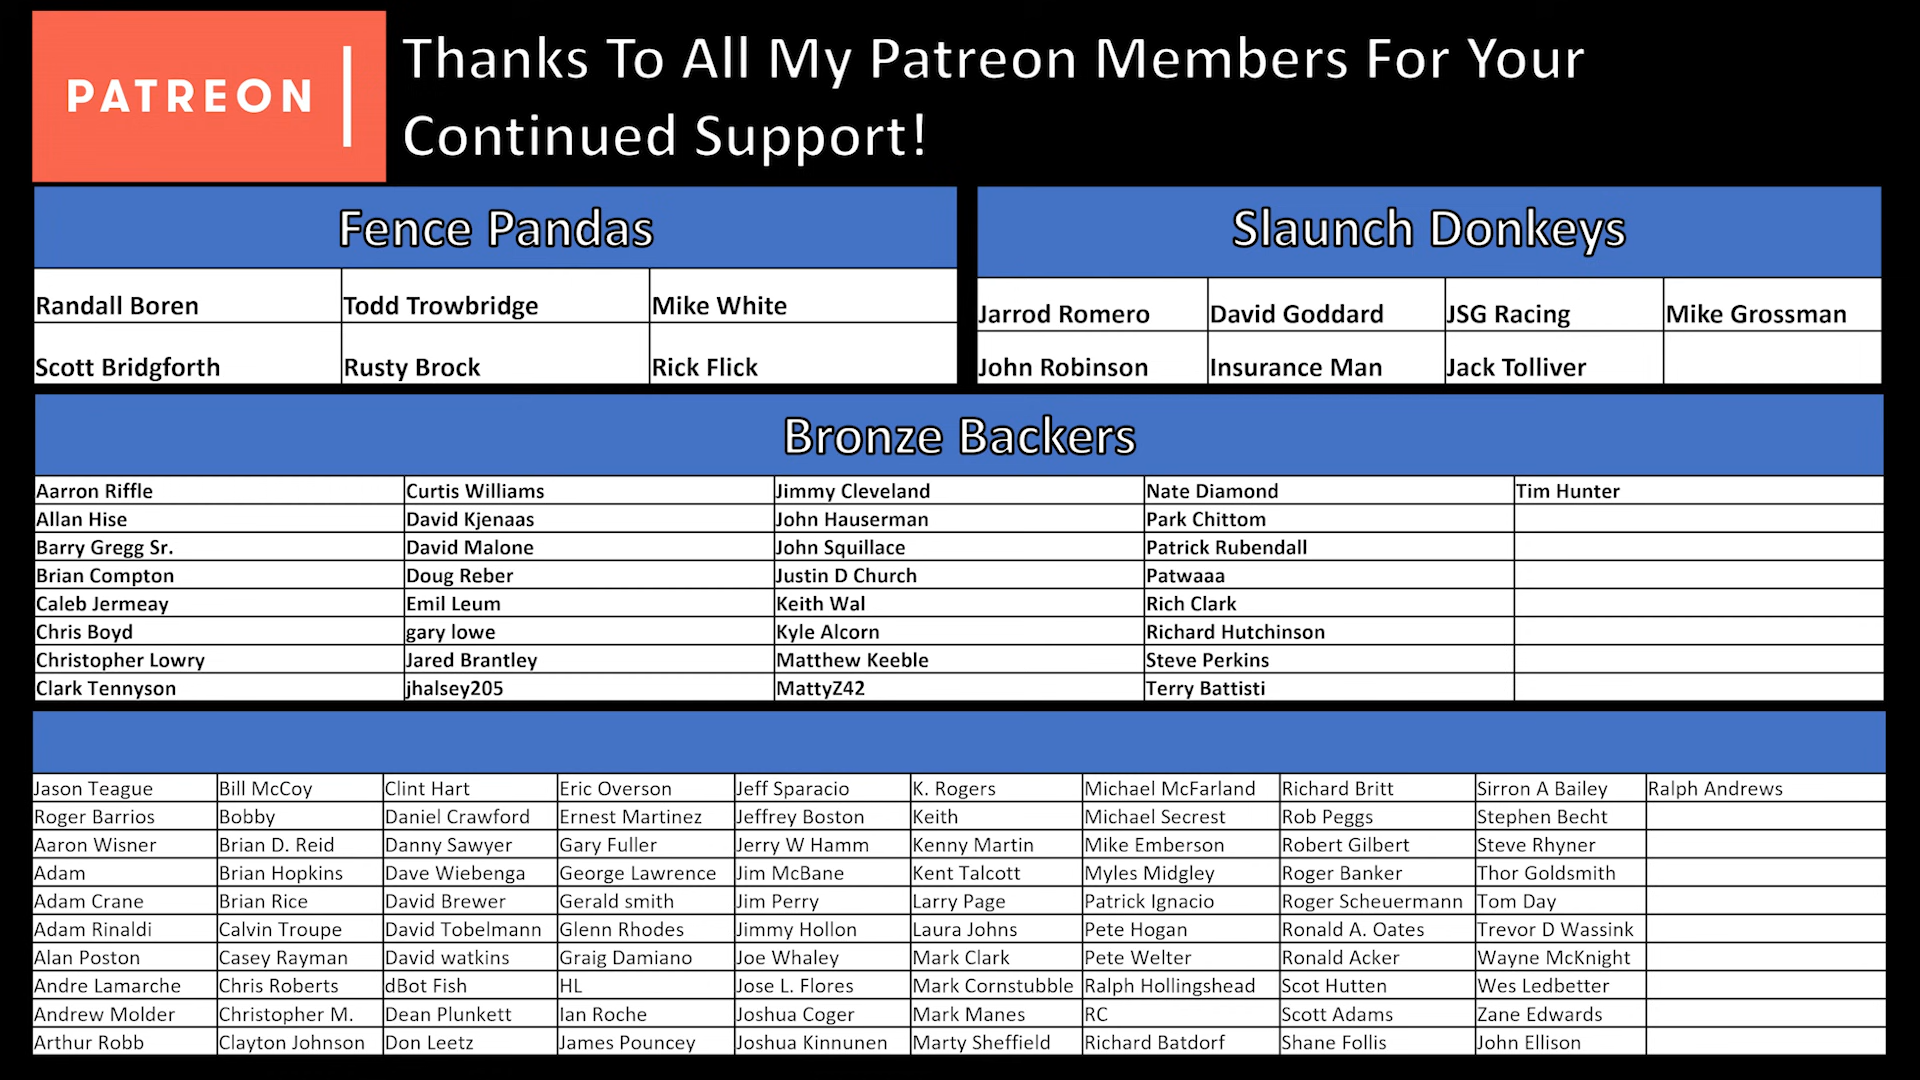 PATREON
Thanks To All My Patreon Members For Your
Continued Support!
Fence Pandas
Randall Boren Todd Trowbridge Mike White
Scott Bridgforth Rusty Brock Rick Flick
Slaunch Donkeys
Jarrod Romero David Goddard JSG Racing Mike Grossman
John Robinson Insurance Man Jack Tolliver
Bronze Backers
Aarron Riffle Curtis Williams Jimmy Cleveland Nate Diamond Tim Hunter
Allan Hise David Kjenaas John Hauserman Park Chittom
Barry Gregg Sr. David Malone John Squillace Patrick Rubendall
Brian Compton Doug Reber Justin D Church Patwaaa
Caleb Jermeay Emil Leum Keith Wal Rich Clark
Chris Boyd gary lowe Kyle Alcorn Richard Hutchinson
Christopher Lowry Jared Brantley Matthew Keeble Steve Perkins
Clark Tennyson jhalsey205 MattyZ42 Terry Battisti
Jason Teague Bill McCoy Clint Hart Eric Overson Jeff Sparacio K. Rogers Michael McFarland Richard Britt Sirron A Bailey Ralph Andrews
Roger Barrios Bobby Daniel Crawford Ernest Martinez Jeffrey Boston Keith Michael Secrest Rob Peggs Stephen Becht
Aaron Wisner Brian D. Reid Danny Sawyer Gary Fuller Jerry W Hamm Kenny Martin Mike Emberson Robert Gilbert Steve Rhyner
Adam Brian Hopkins Dave Wiebenga George Lawrence Jim McBane Kent Talcott Myles Midgley Roger Banker Thor Goldsmith
Adam Crane Brian Rice David Brewer Gerald smith Jim Perry Larry Page Patrick Ignacio Roger Scheuermann Tom Day
Adam Rinaldi Calvin Troupe David Tobelmann Glenn Rhodes Jimmy Hollon Laura Johns Pete Hogan Ronald A. Oates Trevor D Wassink
Alan Poston Casey Rayman David watkins Graig Damiano Joe Whaley Mark Clark Pete Welter Ronald Acker Wayne McKnight
Andre Lamarche Chris Roberts dBot Fish HL Jose L. Flores Mark Cornstubble Ralph Hollingshead Scot Hutten Wes Ledbetter
Andrew Molder Christopher M. Dean Plunkett Ian Roche Joshua Coger Mark Manes RC Scott Adams Zane Edwards
Arthur Robb Clayton Johnson Don Leetz James Pouncey Joshua Kinnunen Marty Sheffield Richard Batdorf Shane Follis John Ellison